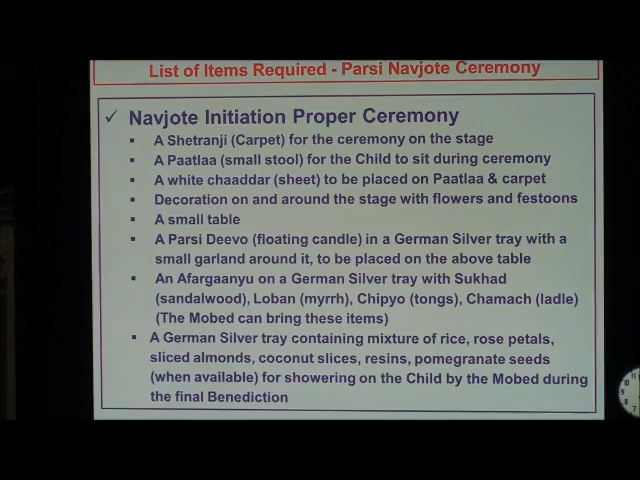 List of Items Required - Parsi Navjote Ceremony
✓ Navjote Initiation Proper Ceremony
▪ A Shetranji (Carpet) for the ceremony on the stage
▪ A Paatlaa (small stool) for the Child to sit during ceremony
▪ A white chaaddar (sheet) to be placed on Paatlaa & carpet
▪ Decoration on and around the stage with flowers and festoons
▪ A small table
▪ A Parsi Deevo (floating candle) in a German Silver tray with a
small garland around it, to be placed on the above table
▪ An Afargaanyu on a German Silver tray with Sukhad
(sandalwood), Loban (myrrh), Chipyo (tongs), Chamach (ladle)
(The Mobed can bring these items)
▪ A German Silver tray containing mixture of rice, rose petals,
sliced almonds, coconut slices, resins, pomegranate seeds
(when available) for showering on the Child by the Mobed during
the final Benediction
11
10
9
8
7